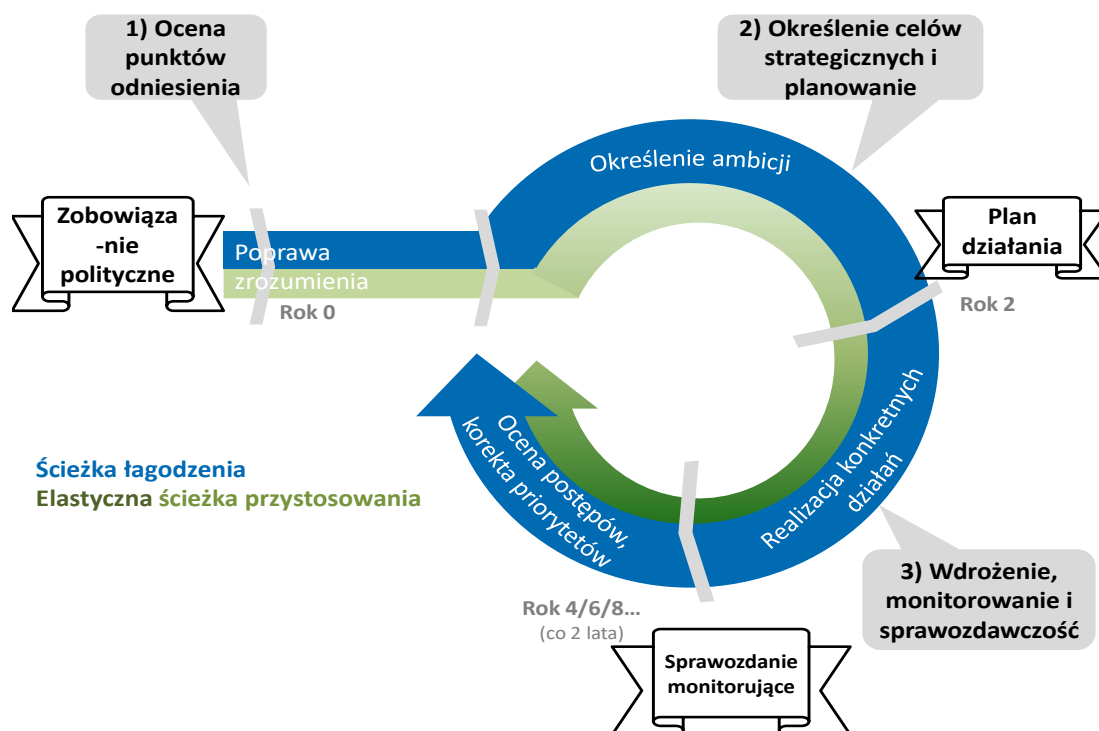 1) Ocena
punktów
odniesienia
2) Określenie celów
strategicznych i
planowanie
Określenie ambicji
Zobowiąza
-nie
polityczne
Plan
działania
Poprawa
zrozumienia
Rok 0
Rok 2
Ścieżka łagodzenia
Elastyczna ścieżka przystosowania
Ocena postępów,
korekta priorytetów
Realizacja konkretnych
działań
3) Wdrożenie,
monitorowanie i
sprawozdawczość
Rok 4/6/8...
(co 2 lata)
Sprawozdanie
monitorujące